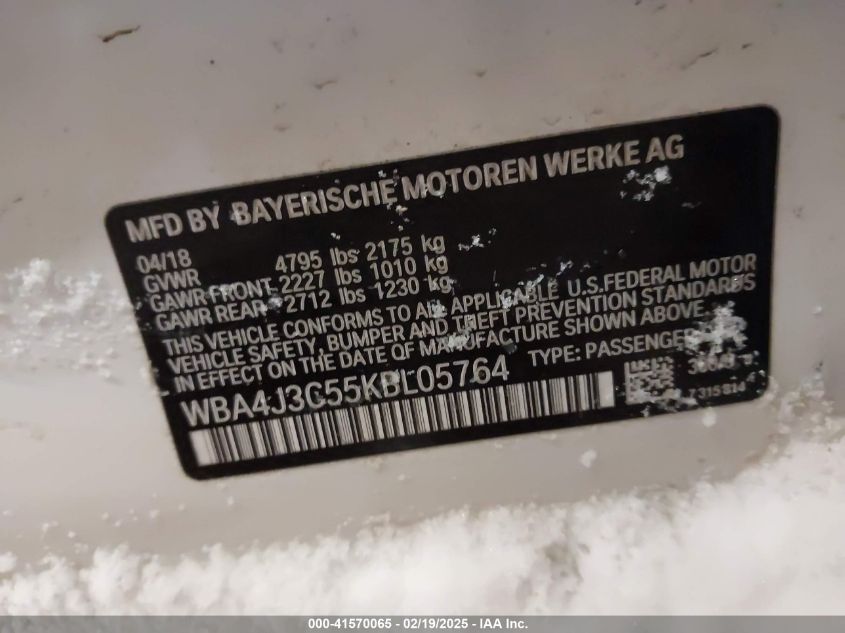 MFD BY BAYERISCHE MOTOREN WERKE AG
04/18
GVWR 4795 lbs 2175 kg
GAWR FRONT 2227 lbs 1010 kg
GAWR REAR 2712 lbs 1230 kg
THIS VEHICLE CONFORMS TO ALL APPLICABLE U.S.FEDERAL MOTOR
VEHICLE SAFETY, BUMPER AND THEFT PREVENTION STANDARDS
IN EFFECT ON THE DATE OF MANUFACTURE SHOWN ABOVE.
WBA4J3C55KBL05764 TYPE: PASSENGER
7 315 814
000-41570065 - 02/19/2025 - IAA Inc.